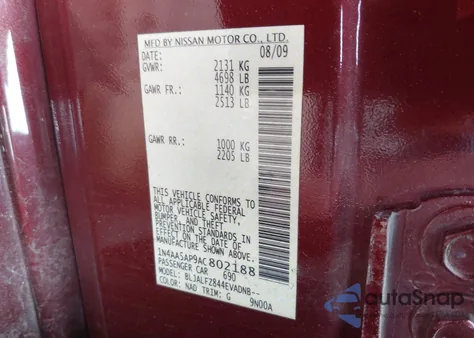 MFD BY NISSAN MOTOR CO., LTD.
DATE: 08/09
GVWR: 2131 KG
4698 LB
GAWR FR.: 1140 KG
2513 LB
GAWR RR.: 1000 KG
2205 LB
THIS VEHICLE CONFORMS TO
ALL APPLICABLE FEDERAL
MOTOR VEHICLE SAFETY,
BUMPER, AND THEFT
PREVENTION STANDARDS IN
EFFECT ON THE DATE OF
MANUFACTURE SHOWN ABOVE.
1N4AA5AP9AC802188
PASSENGER CAR 690
MODEL: BLJALFZ844EVADNB--
COLOR: NAD TRIM: G 9N00A
autoSnap